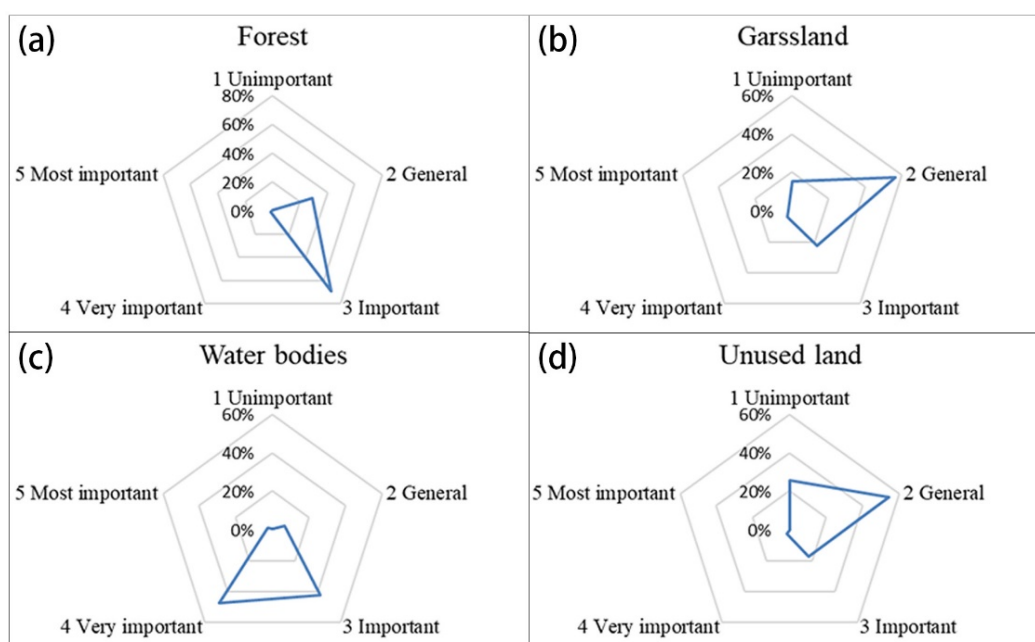 (a)
Forest
1 Unimportant
80%
60%
40%
20%
0%
5 Most important
2 General
4 Very important
3 Important
(b)
Garssland
1 Unimportant
60%
40%
20%
0%
5 Most important
2 General
4 Very important
3 Important
(c)
Water bodies
1 Unimportant
60%
40%
20%
0%
5 Most important
2 General
4 Very important
3 Important
(d)
Unused land
1 Unimportant
60%
40%
20%
0%
5 Most important
2 General
4 Very important
3 Important